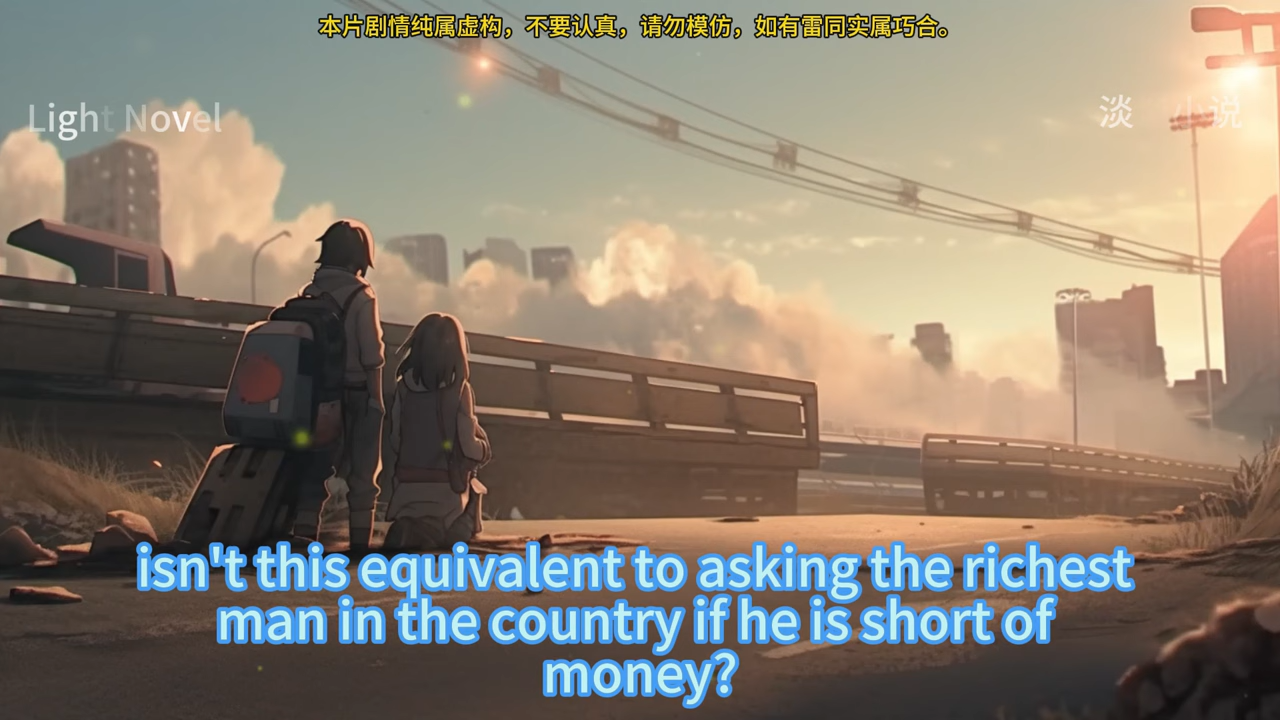 本片剧情纯属虚构，不要认真，请勿模仿，如有雷同实属巧合。
Light Novel
淡 小说
isn't this equivalent to asking the richest
man in the country if he is short of
money?